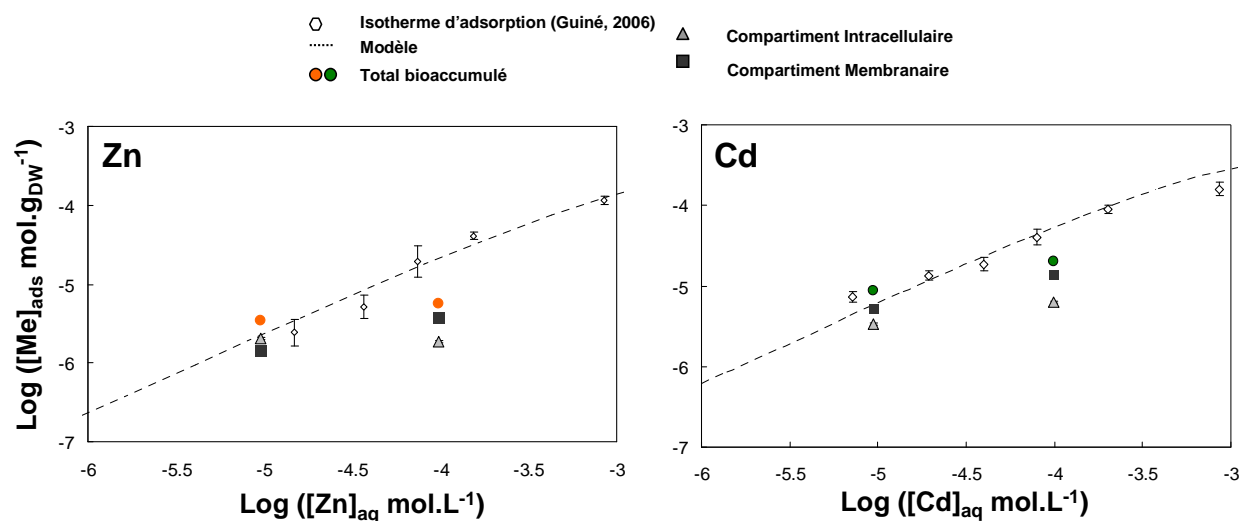 Isotherme d'adsorption (Guiné, 2006)
Modèle
Total bioaccumulé
Compartiment Intracellulaire
Compartiment Membranaire
Zn
Log ([Me]ads mol.gDW-1)
-3
-4
-5
-6
-7
-6 -5.5 -5 -4.5 -4 -3.5 -3
Log ([Zn]aq mol.L-1)
Cd
-3
-4
-5
-6
-7
-6 -5.5 -5 -4.5 -4 -3.5 -3
Log ([Cd]aq mol.L-1)